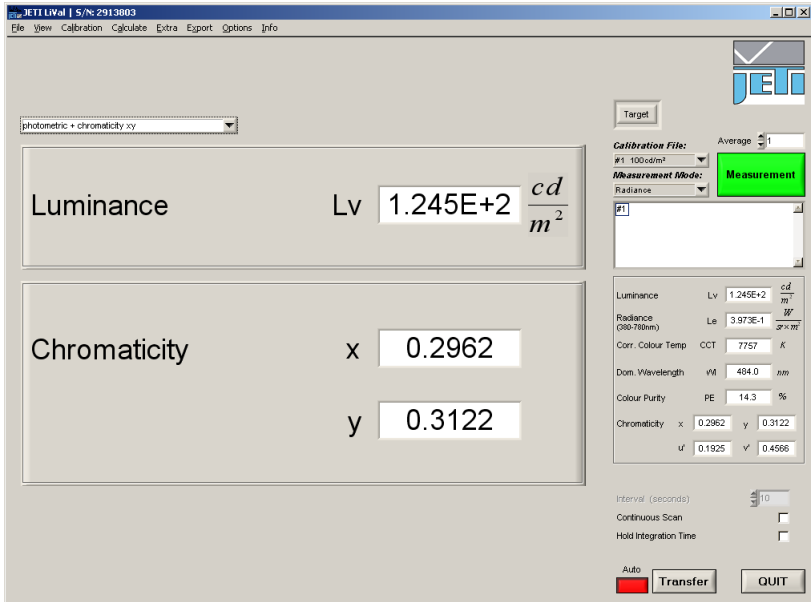 JETI LiVal | S/N: 2913803
File View Calibration Calculate Extra Export Options Info
JETI
photometric + chromaticity xy
Target
Calibration File:
Average 1
#1 100cd/m²
Measurement Mode:
Radiance
Measurement
#1
Luminance Lv 1.245E+2 cd/m²
Chromaticity x 0.2962
y 0.3122
Luminance Lv 1.245E+2 cd/m²
Radiance Le 3.973E-1 W/sr×m²
(380-780nm)
Corr. Colour Temp CCT 7757 K
Dom. Wavelength WI 484.0 nm
Colour Purity PE 14.3 %
Chromaticity x 0.2962 y 0.3122
u' 0.1925 v' 0.4566
Interval (seconds) 10
Continuous Scan
Hold Integration Time
Auto
Transfer
QUIT